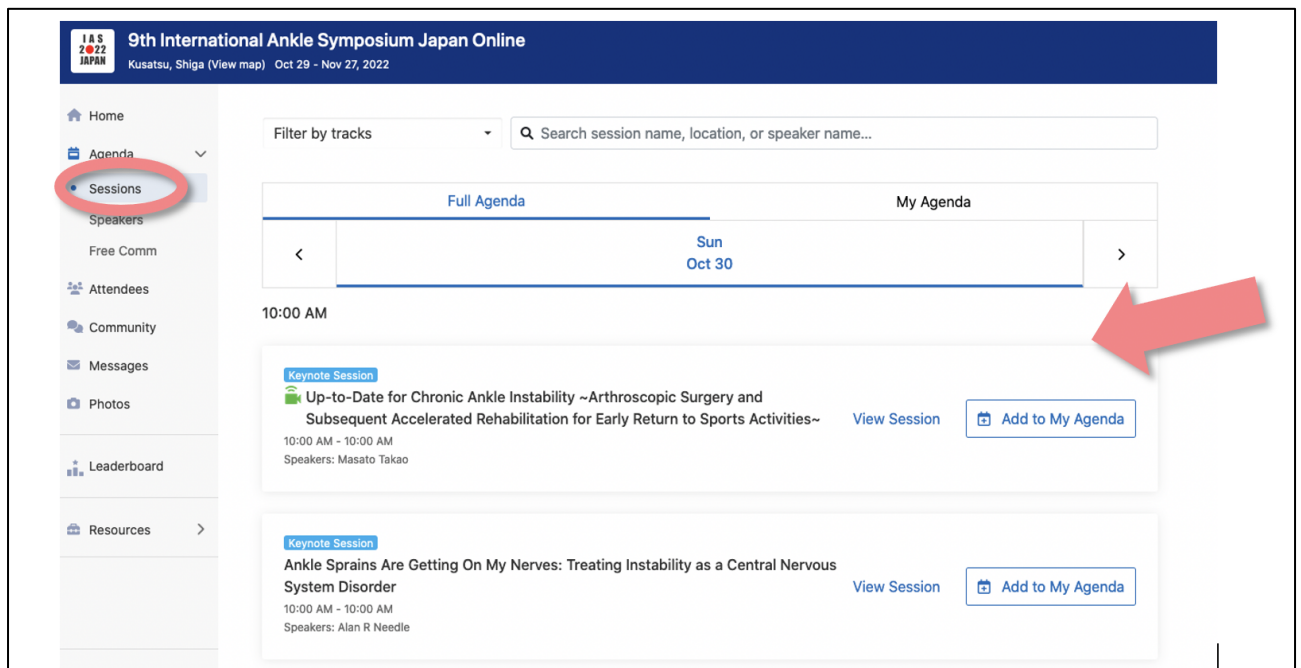 IAS
2022
JAPAN
9th International Ankle Symposium Japan Online
Kusatsu, Shiga (View map) Oct 29 - Nov 27, 2022
Home
Agenda
Sessions
Speakers
Free Comm
Attendees
Community
Messages
Photos
Leaderboard
Resources
Filter by tracks
Search session name, location, or speaker name...
Full Agenda
My Agenda
<
Sun
Oct 30
>
10:00 AM
Keynote Session
Up-to-Date for Chronic Ankle Instability ~Arthroscopic Surgery and
Subsequent Accelerated Rehabilitation for Early Return to Sports Activities~
10:00 AM - 10:00 AM
Speakers: Masato Takao
View Session
Add to My Agenda
Keynote Session
Ankle Sprains Are Getting On My Nerves: Treating Instability as a Central Nervous
System Disorder
10:00 AM - 10:00 AM
Speakers: Alan R Needle
View Session
Add to My Agenda